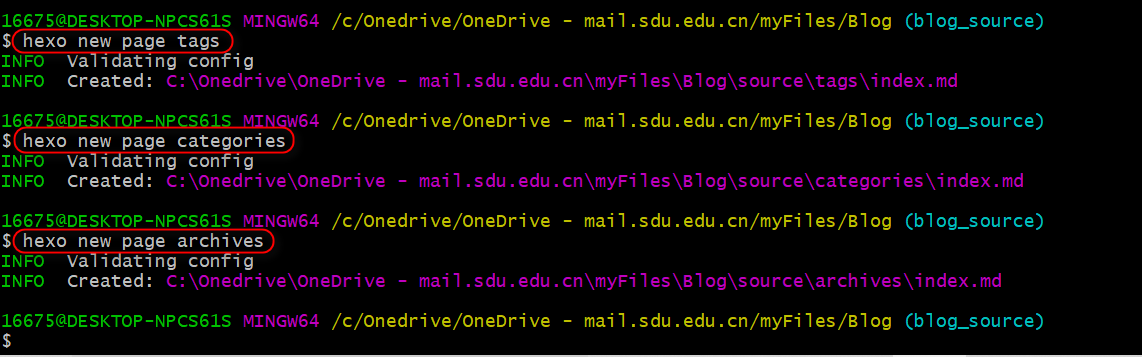 16675@DESKTOP-NPCS61S MINGW64 /c/Onedrive/OneDrive - mail.sdu.edu.cn/myFiles/Blog (blog_source)
$ hexo new page tags
INFO  Validating config
INFO  Created: C:\Onedrive\OneDrive - mail.sdu.edu.cn\myFiles\Blog\source\tags\index.md
16675@DESKTOP-NPCS61S MINGW64 /c/Onedrive/OneDrive - mail.sdu.edu.cn/myFiles/Blog (blog_source)
$ hexo new page categories
INFO  Validating config
INFO  Created: C:\Onedrive\OneDrive - mail.sdu.edu.cn\myFiles\Blog\source\categories\index.md
16675@DESKTOP-NPCS61S MINGW64 /c/Onedrive/OneDrive - mail.sdu.edu.cn/myFiles/Blog (blog_source)
$ hexo new page archives
INFO  Validating config
INFO  Created: C:\Onedrive\OneDrive - mail.sdu.edu.cn\myFiles\Blog\source\archives\index.md
16675@DESKTOP-NPCS61S MINGW64 /c/Onedrive/OneDrive - mail.sdu.edu.cn/myFiles/Blog (blog_source)
$